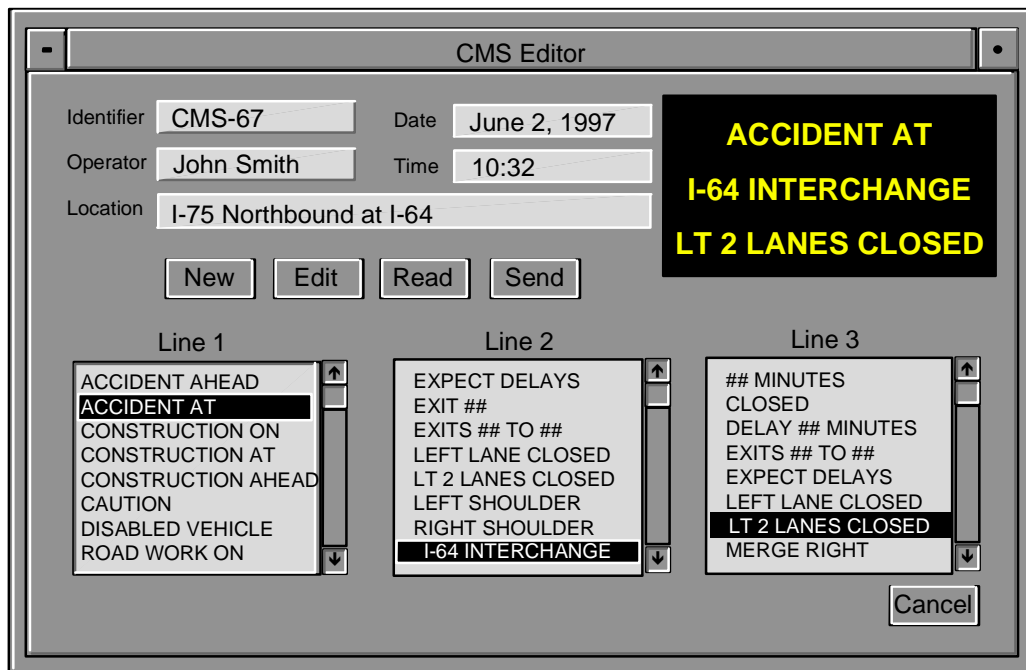 CMS Editor
Identifier CMS-67 Date June 2, 1997
Operator John Smith Time 10:32
Location I-75 Northbound at I-64
ACCIDENT AT
I-64 INTERCHANGE
LT 2 LANES CLOSED
New Edit Read Send
Line 1
ACCIDENT AHEAD
ACCIDENT AT
CONSTRUCTION ON
CONSTRUCTION AT
CONSTRUCTION AHEAD
CAUTION
DISABLED VEHICLE
ROAD WORK ON
Line 2
EXPECT DELAYS
EXIT ##
EXITS ## TO ##
LEFT LANE CLOSED
LT 2 LANES CLOSED
LEFT SHOULDER
RIGHT SHOULDER
I-64 INTERCHANGE
Line 3
## MINUTES
CLOSED
DELAY ## MINUTES
EXITS ## TO ##
EXPECT DELAYS
LEFT LANE CLOSED
LT 2 LANES CLOSED
MERGE RIGHT
Cancel